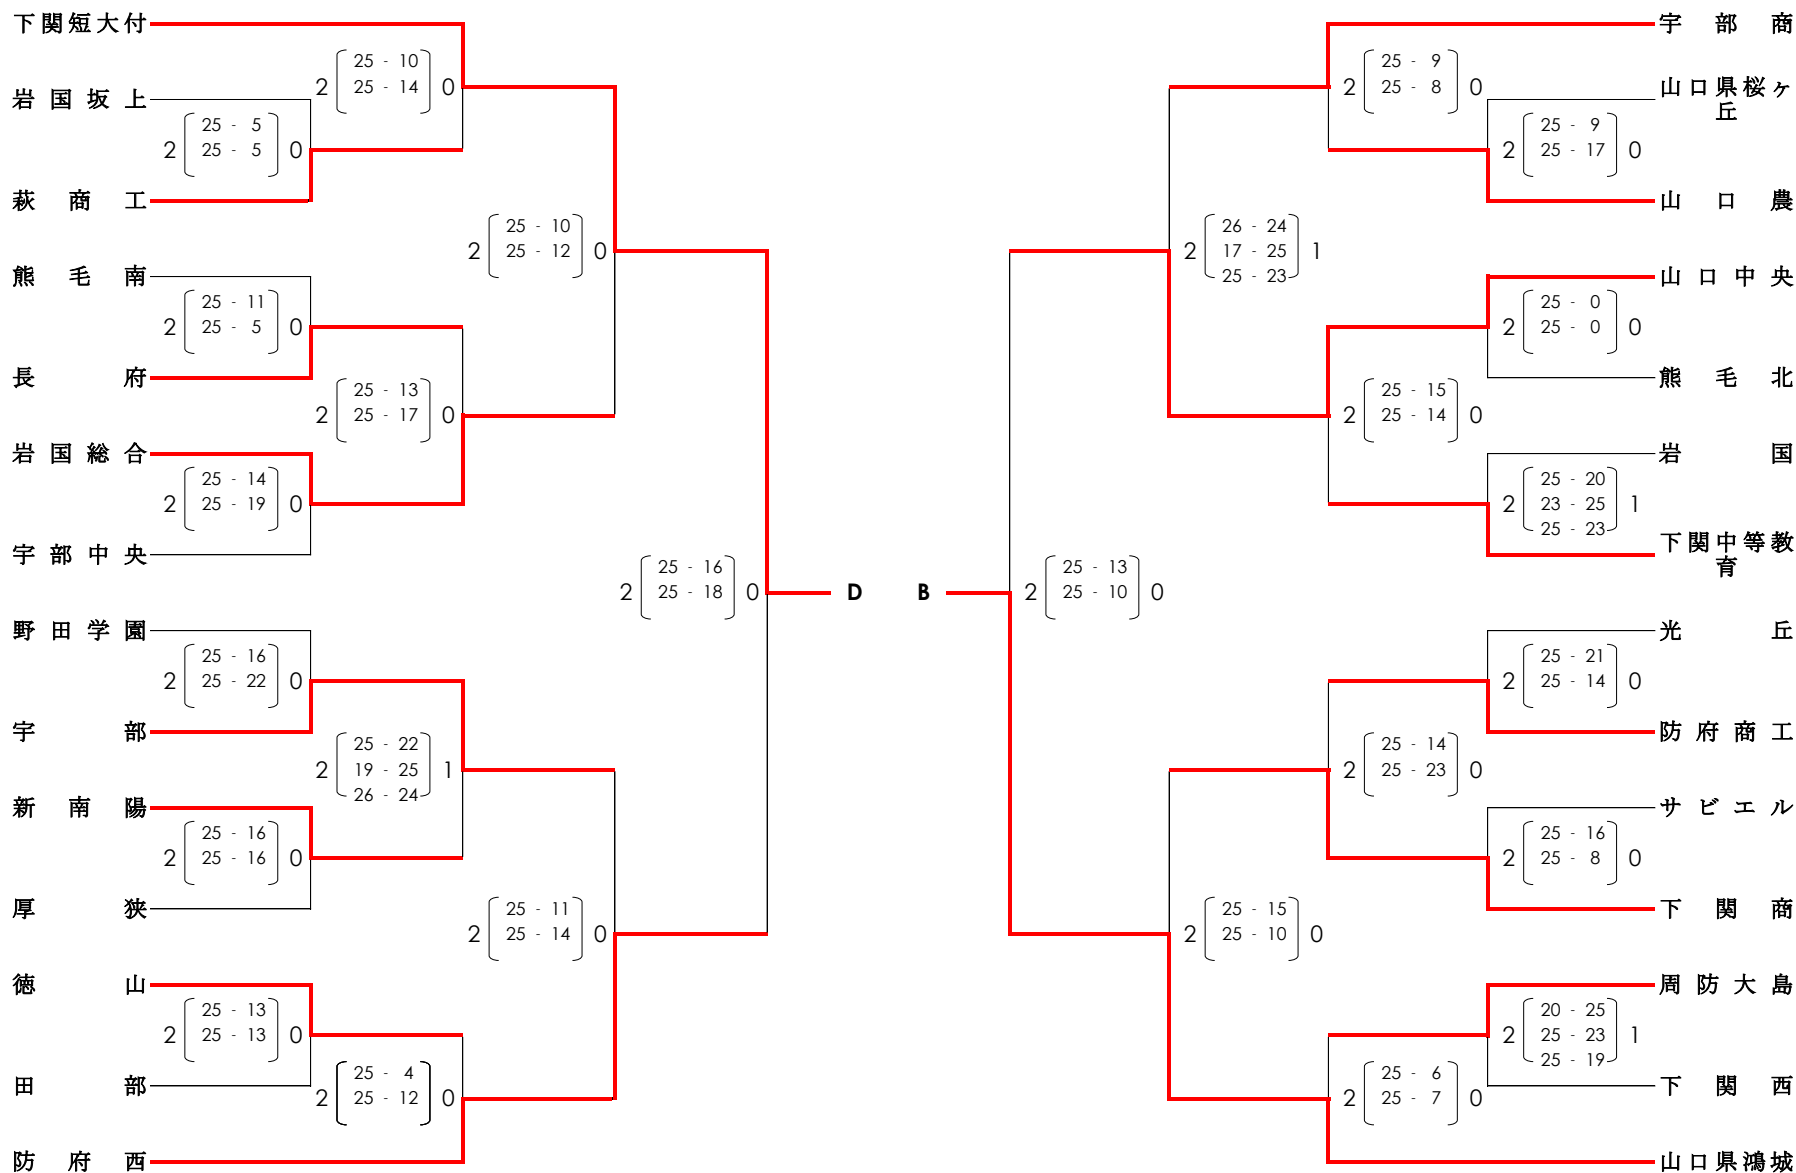 下関短大付
25 - 10
2 25 - 14 0
岩国坂上
25 - 5
2 25 - 5 0
萩商工
25 - 10
2 25 - 12 0
熊毛南
25 - 11
2 25 - 5 0
長府
25 - 13
2 25 - 17 0
岩国総合
25 - 14
2 25 - 19 0
宇部中央
25 - 16
2 25 - 18 0
D
野田学園
25 - 16
2 25 - 22 0
宇部
25 - 22
2 19 - 25 1
26 - 24
新南陽
25 - 16
2 25 - 16 0
厚狭
25 - 11
2 25 - 14 0
徳山
25 - 13
2 25 - 13 0
田部
25 - 4
2 25 - 12 0
防府西
宇部商
25 - 9
2 25 - 8 0
山口県桜ヶ
丘
25 - 9
2 25 - 17 0
山口農
26 - 24
2 17 - 25 1
25 - 23
山口中央
25 - 0
2 25 - 0 0
熊毛北
25 - 15
2 25 - 14 0
岩国
25 - 20
2 23 - 25 1
25 - 23
下関中等教
育
B
25 - 13
2 25 - 10 0
光丘
25 - 21
2 25 - 14 0
防府商工
25 - 14
2 25 - 23 0
サビエル
25 - 16
2 25 - 8 0
下関商
25 - 15
2 25 - 10 0
周防大島
20 - 25
2 25 - 23 1
25 - 19
下関西
25 - 6
2 25 - 7 0
山口県鴻城